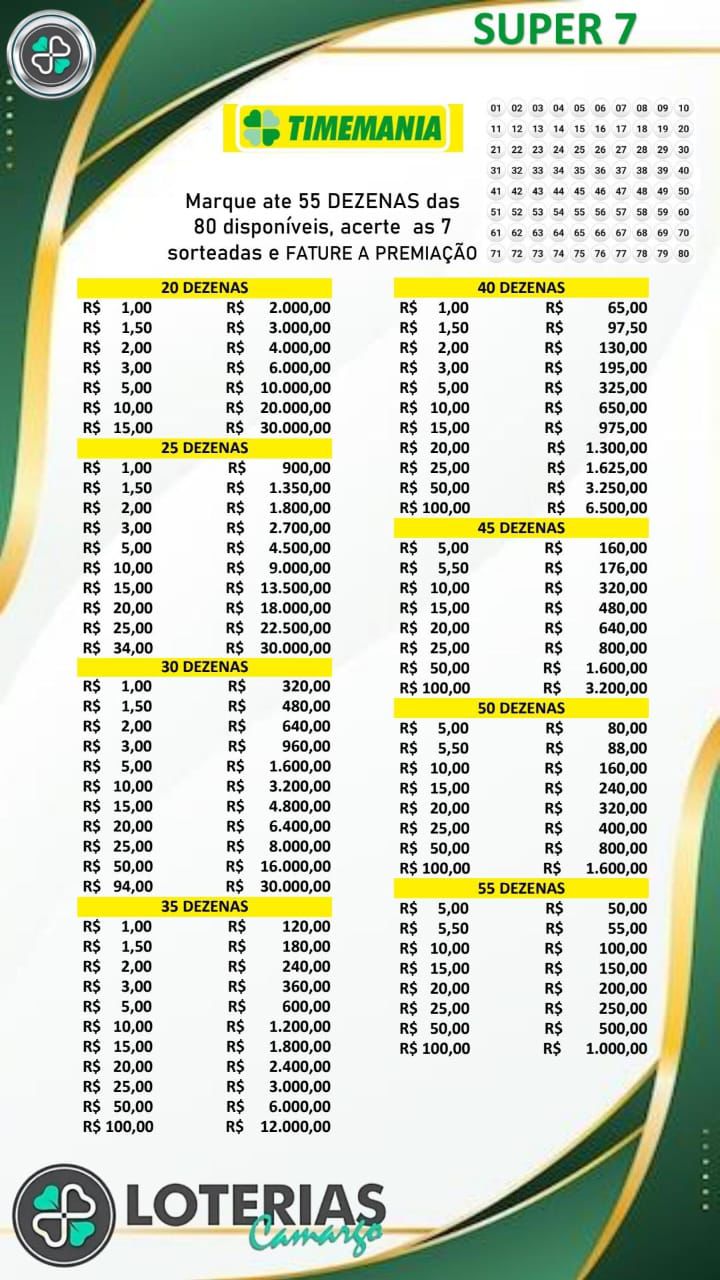 SUPER 7
TIMEMANIA
01 02 03 04 05 06 07 08 09 10
11 12 13 14 15 16 17 18 19 20
21 22 23 24 25 26 27 28 29 30
31 32 33 34 35 36 37 38 39 40
41 42 43 44 45 46 47 48 49 50
51 52 53 54 55 56 57 58 59 60
61 62 63 64 65 66 67 68 69 70
71 72 73 74 75 76 77 78 79 80
Marque ate 55 DEZENAS das
80 disponíveis, acerte as 7
sorteadas e FATURE A PREMIAÇÃO
20 DEZENAS
R$ 1,00 R$ 2.000,00
R$ 1,50 R$ 3.000,00
R$ 2,00 R$ 4.000,00
R$ 3,00 R$ 6.000,00
R$ 5,00 R$ 10.000,00
R$ 10,00 R$ 20.000,00
R$ 15,00 R$ 30.000,00
25 DEZENAS
R$ 1,00 R$ 900,00
R$ 1,50 R$ 1.350,00
R$ 2,00 R$ 1.800,00
R$ 3,00 R$ 2.700,00
R$ 5,00 R$ 4.500,00
R$ 10,00 R$ 9.000,00
R$ 15,00 R$ 13.500,00
R$ 20,00 R$ 18.000,00
R$ 25,00 R$ 22.500,00
R$ 34,00 R$ 30.000,00
30 DEZENAS
R$ 1,00 R$ 320,00
R$ 1,50 R$ 480,00
R$ 2,00 R$ 640,00
R$ 3,00 R$ 960,00
R$ 5,00 R$ 1.600,00
R$ 10,00 R$ 3.200,00
R$ 15,00 R$ 4.800,00
R$ 20,00 R$ 6.400,00
R$ 25,00 R$ 8.000,00
R$ 50,00 R$ 16.000,00
R$ 94,00 R$ 30.000,00
35 DEZENAS
R$ 1,00 R$ 120,00
R$ 1,50 R$ 180,00
R$ 2,00 R$ 240,00
R$ 3,00 R$ 360,00
R$ 5,00 R$ 600,00
R$ 10,00 R$ 1.200,00
R$ 15,00 R$ 1.800,00
R$ 20,00 R$ 2.400,00
R$ 25,00 R$ 3.000,00
R$ 50,00 R$ 6.000,00
R$ 100,00 R$ 12.000,00
40 DEZENAS
R$ 1,00 R$ 65,00
R$ 1,50 R$ 97,50
R$ 2,00 R$ 130,00
R$ 3,00 R$ 195,00
R$ 5,00 R$ 325,00
R$ 10,00 R$ 650,00
R$ 15,00 R$ 975,00
R$ 20,00 R$ 1.300,00
R$ 25,00 R$ 1.625,00
R$ 50,00 R$ 3.250,00
R$ 100,00 R$ 6.500,00
45 DEZENAS
R$ 5,00 R$ 160,00
R$ 5,50 R$ 176,00
R$ 10,00 R$ 320,00
R$ 15,00 R$ 480,00
R$ 20,00 R$ 640,00
R$ 25,00 R$ 800,00
R$ 50,00 R$ 1.600,00
R$ 100,00 R$ 3.200,00
50 DEZENAS
R$ 5,00 R$ 80,00
R$ 5,50 R$ 88,00
R$ 10,00 R$ 160,00
R$ 15,00 R$ 240,00
R$ 20,00 R$ 320,00
R$ 25,00 R$ 400,00
R$ 50,00 R$ 800,00
R$ 100,00 R$ 1.600,00
55 DEZENAS
R$ 5,00 R$ 50,00
R$ 5,50 R$ 55,00
R$ 10,00 R$ 100,00
R$ 15,00 R$ 150,00
R$ 20,00 R$ 200,00
R$ 25,00 R$ 250,00
R$ 50,00 R$ 500,00
R$ 100,00 R$ 1.000,00
LOTERIAS
Camargo